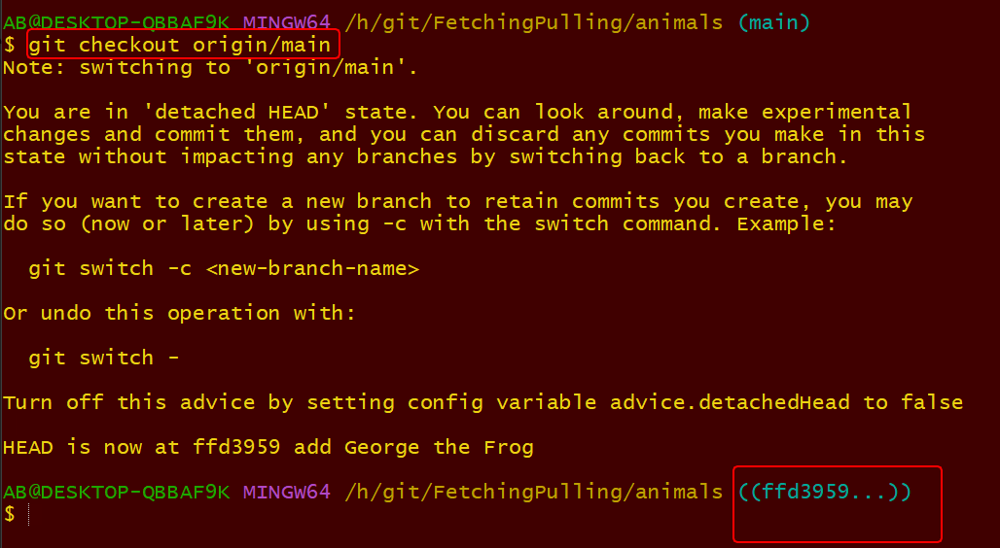 AB@DESKTOP-QBBAF9K MINGW64 /h/git/FetchingPulling/animals (main)
$ git checkout origin/main
Note: switching to 'origin/main'.
You are in 'detached HEAD' state. You can look around, make experimental
changes and commit them, and you can discard any commits you make in this
state without impacting any branches by switching back to a branch.
If you want to create a new branch to retain commits you create, you may
do so (now or later) by using -c with the switch command. Example:
git switch -c <new-branch-name>
Or undo this operation with:
git switch -
Turn off this advice by setting config variable advice.detachedHead to false
HEAD is now at ffd3959 add George the Frog
AB@DESKTOP-QBBAF9K MINGW64 /h/git/FetchingPulling/animals ((ffd3959...))
$